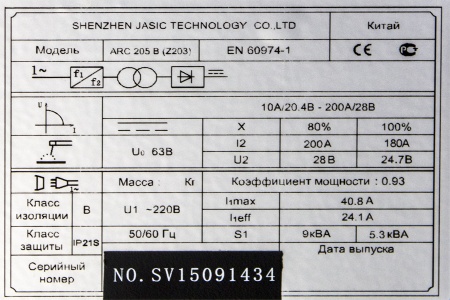 SHENZHEN JASIC TECHNOLOGY CO.,LTD Китай
Модель ARC 205 B (Z203) EN 60974-1 CE
1~ f1 f2
10A/20.4B - 200A/28B
U I
X 80% 100%
U0 63B I2 200A 180A
U2 28B 24.7B
Масса : Кг Коэффициент мощности : 0.93
Класс изоляции B U1 ~220B I1max 40.8 A
I1eff 24.1 A
Класс защиты IP21S 50/60 Гц S1 9кВА 5.3 кВА
Дата выпуска
Серийный номер NO.SV15091434